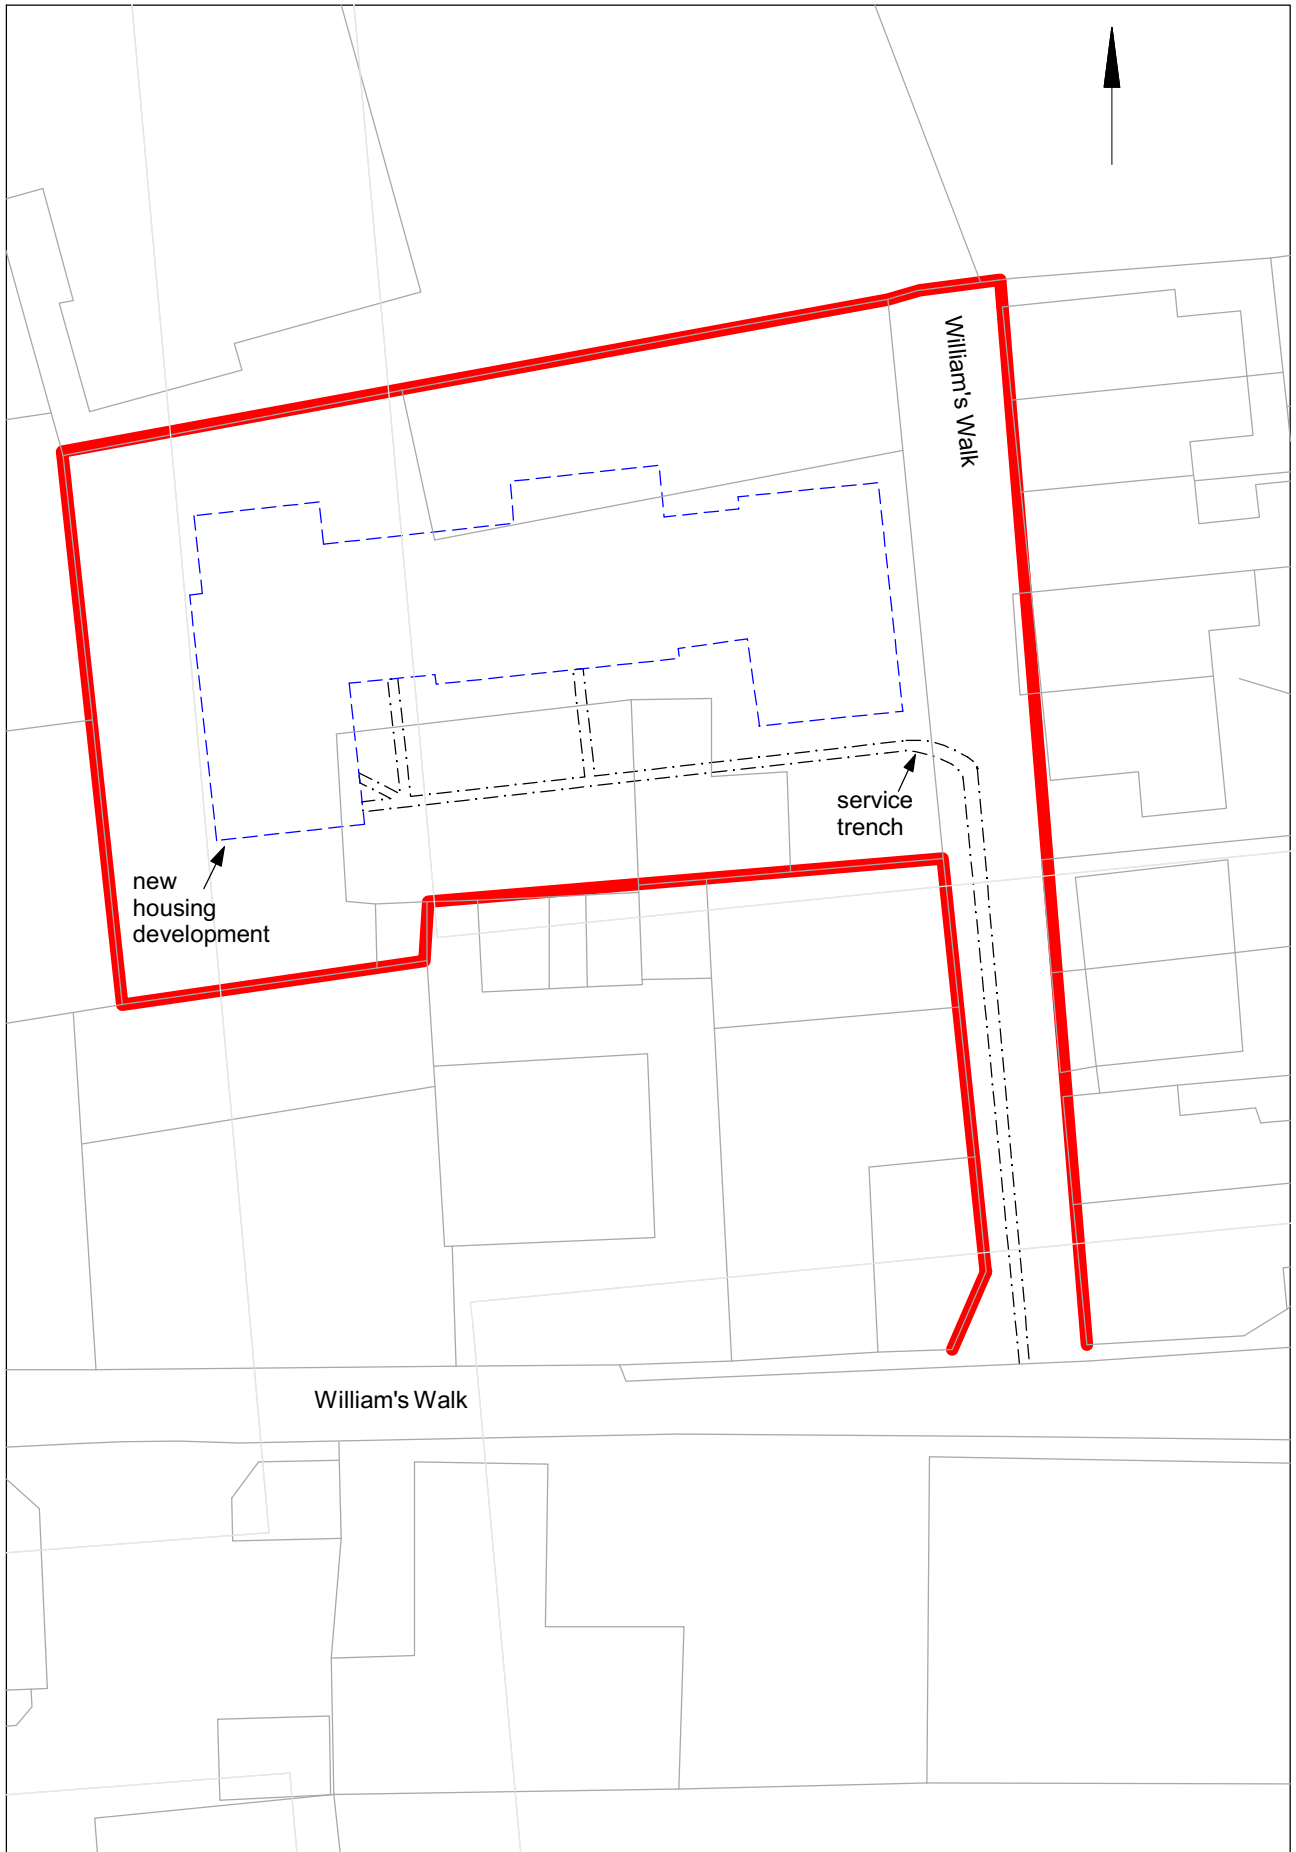 William's Walk
service
trench
new
housing
development
William's Walk